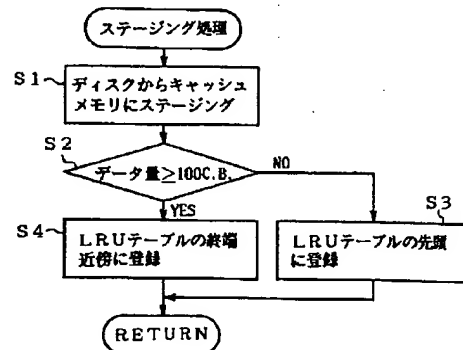 ステージング処理
S1
ディスクからキャッシュ
メモリにステージング
S2
データ量≥100C.B.
NO
YES
S3
S4
LRUテーブルの終端
近傍に登録
LRUテーブルの先頭
に登録
RETURN